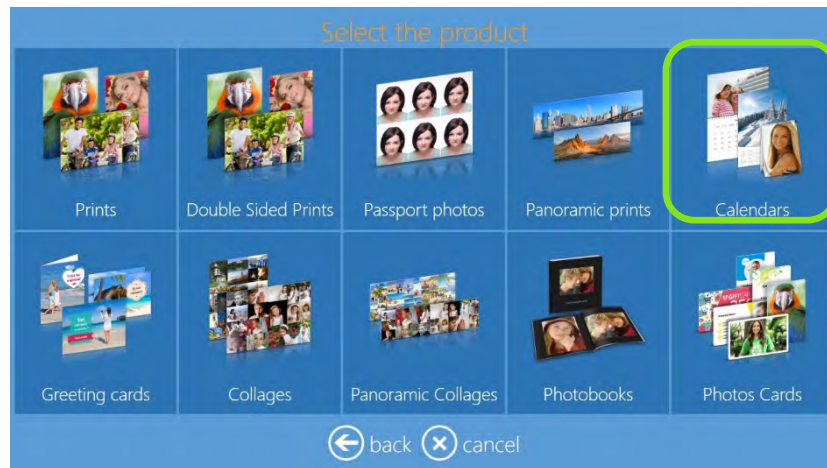 Select the product
Prints
Double Sided Prints
Passport photos
Panoramic prints
Calendars
Greeting cards
Collages
Panoramic Collages
Photobooks
Photos Cards
back cancel